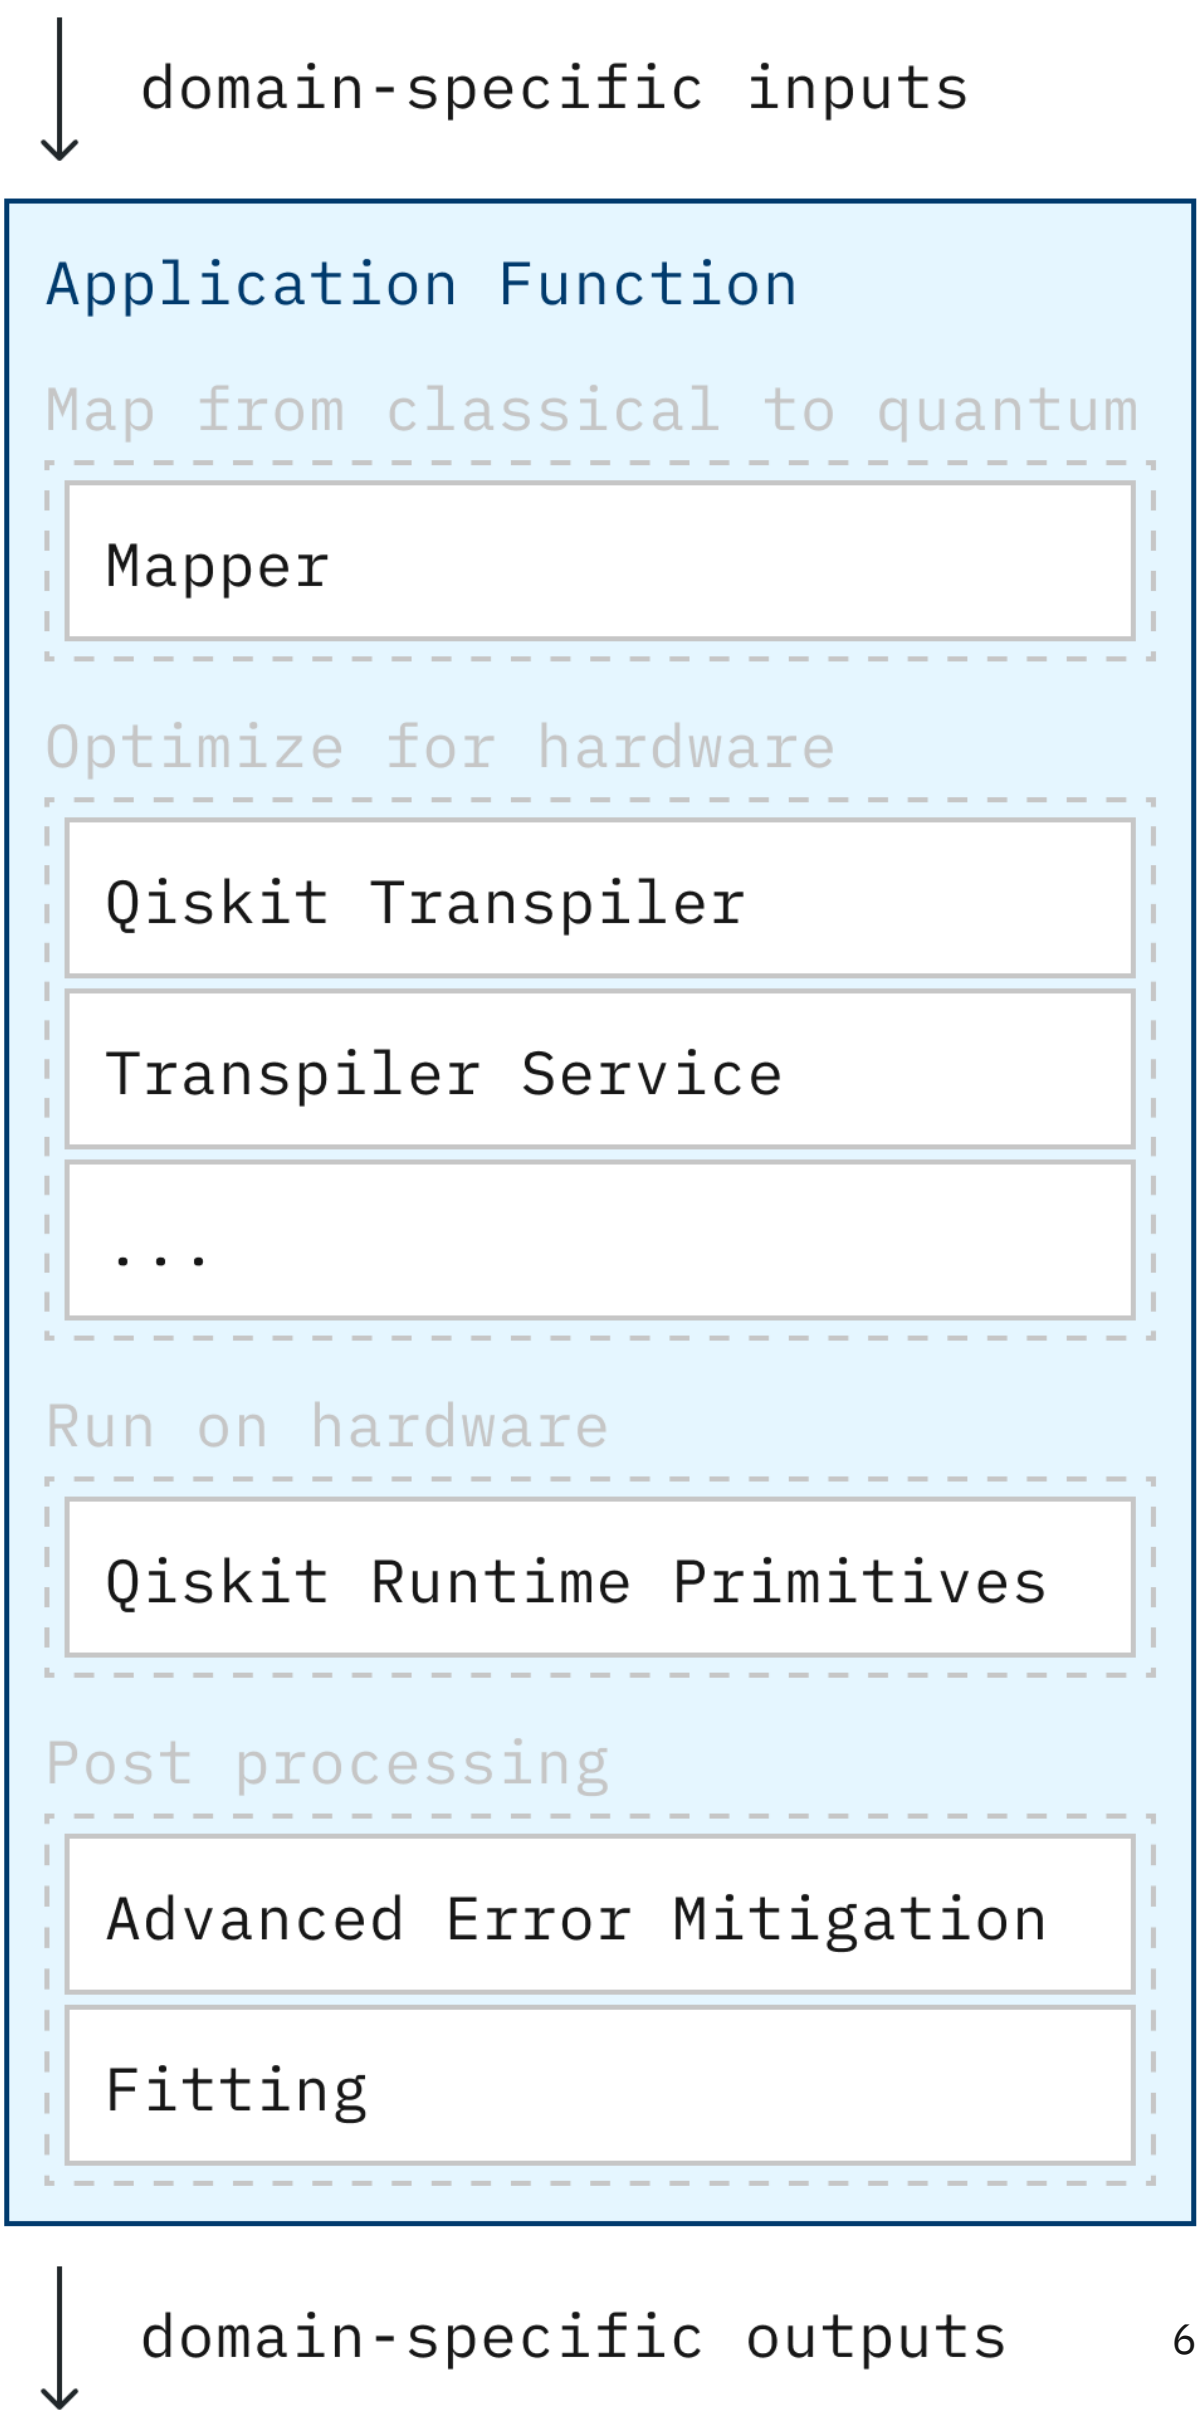 domain-specific inputs
Application Function
Map from classical to quantum
Mapper
Optimize for hardware
Qiskit Transpiler
Transpiler Service
...
Run on hardware
Qiskit Runtime Primitives
Post processing
Advanced Error Mitigation
Fitting
domain-specific outputs
6